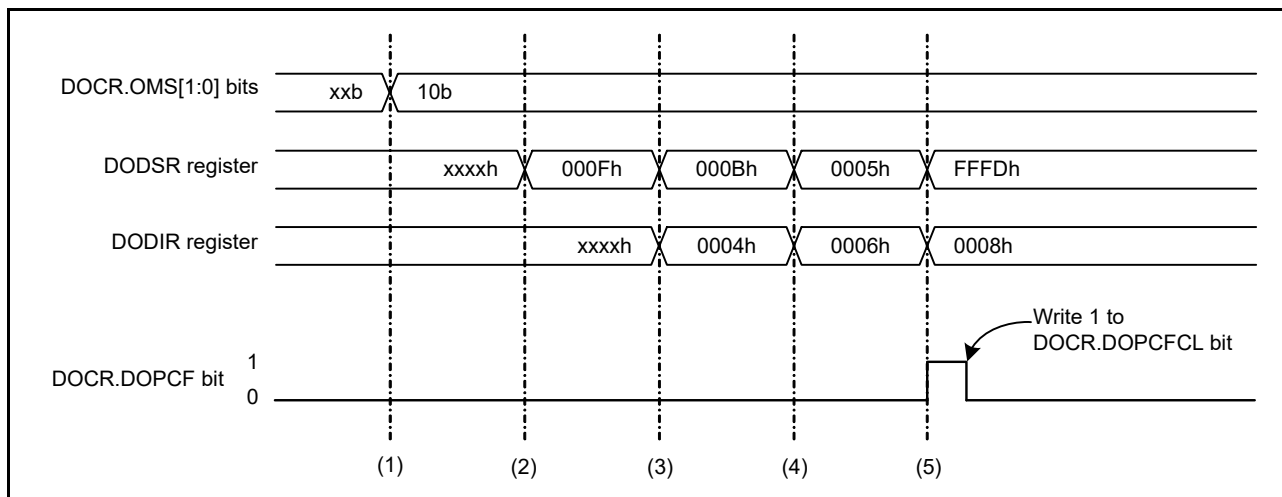 DOCR.OMS[1:0] bits xxb 10b
DODSR register xxxxh 000Fh 000Bh 0005h FFFDh
DODIR register xxxxh 0004h 0006h 0008h
Write 1 to
DOCR.DOPCFCL bit
1
DOCR.DOPCF bit
0
(1) (2) (3) (4) (5)